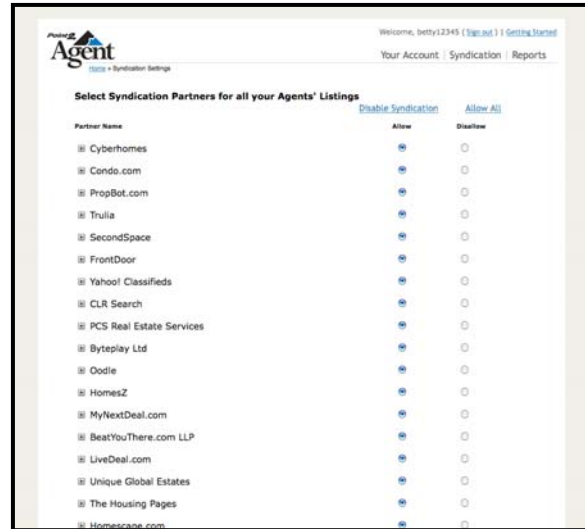 Welcome, betty12345 ( Sign out ) | Getting Started
Point2
Agent
Your Account | Syndication | Reports
Home » Syndication Settings
Select Syndication Partners for all your Agents' Listings
Disable Syndication Allow All
Partner Name Allow Disallow
Cyberhomes
Condo.com
PropBot.com
Trulia
SecondSpace
FrontDoor
Yahoo! Classifieds
CLR Search
PCS Real Estate Services
Byteplay Ltd
Oodle
HomesZ
MyNextDeal.com
BeatYouThere.com LLP
LiveDeal.com
Unique Global Estates
The Housing Pages
Homescape.com